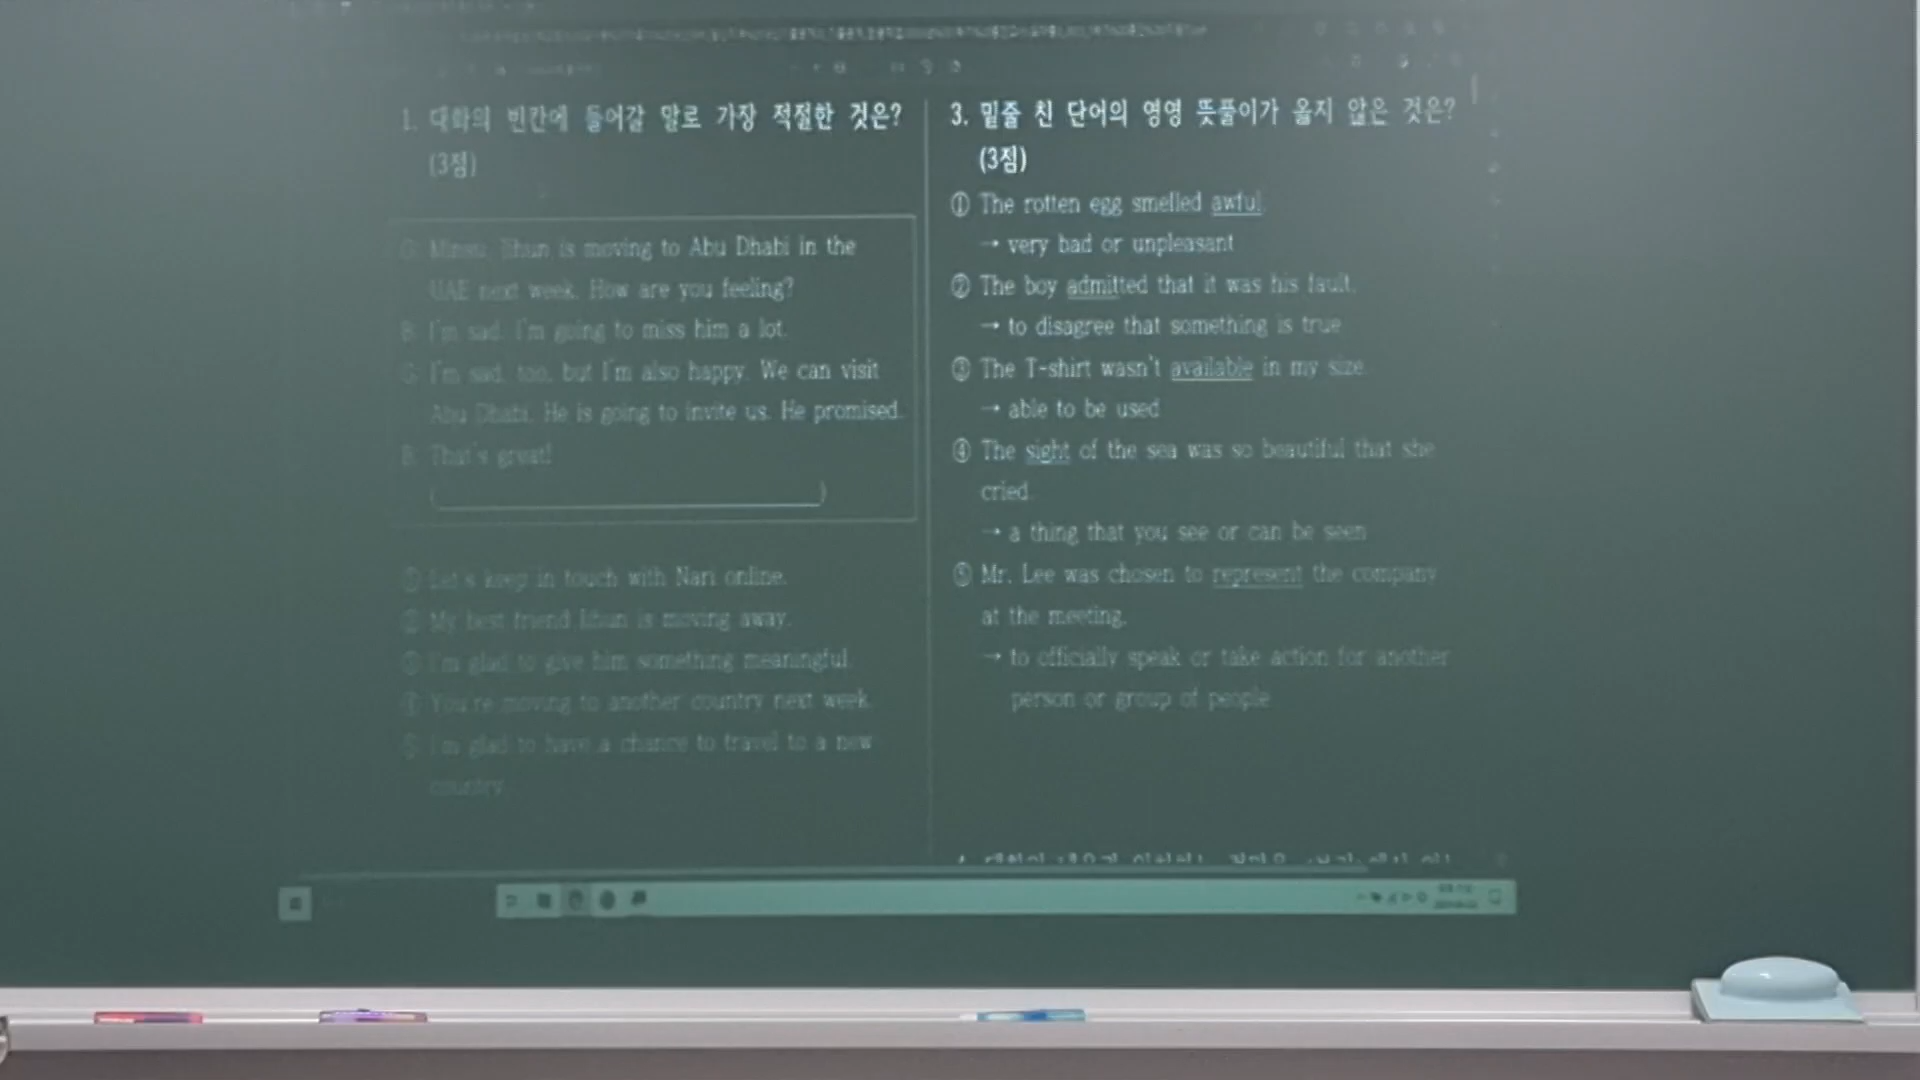 1. 대화의 빈칸에 들어갈 말로 가장 적절한 것은?
(3점)
G: Minsu, Jihun is moving to Abu Dhabi in the
UAE next week. How are you feeling?
B: I'm sad. I'm going to miss him a lot.
G: I'm sad, too, but I'm also happy. We can visit
Abu Dhabi. He is going to invite us. He promised.
B: That's great!
( )
① Let's keep in touch with Nari online.
② My best friend Jihun is moving away.
③ I'm glad to give him something meaningful.
④ You're moving to another country next week.
⑤ I'm glad to have a chance to travel to a new
country.
3. 밑줄 친 단어의 영영 뜻풀이가 옳지 않은 것은?
(3점)
① The rotten egg smelled awful.
→ very bad or unpleasant
② The boy admitted that it was his fault.
→ to disagree that something is true
③ The T-shirt wasn't available in my size.
→ able to be used
④ The sight of the sea was so beautiful that she
cried.
→ a thing that you see or can be seen
⑤ Mr. Lee was chosen to represent the company
at the meeting.
→ to officially speak or take action for another
person or group of people